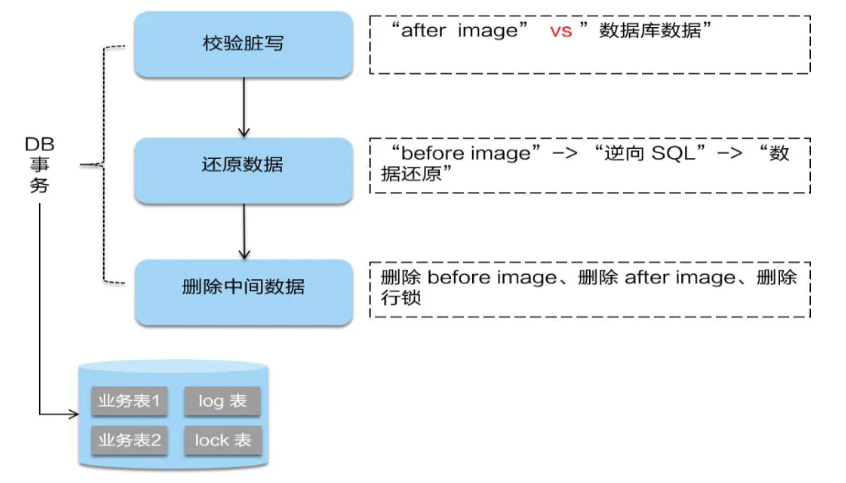 校验脏写
“after image” vs ”数据库数据”
DB
事
务
还原数据
“before image”–> “逆向 SQL”–> “数
据还原”
删除中间数据
删除 before image、删除 after image、删除
行锁
业务表1
log 表
业务表2
lock 表